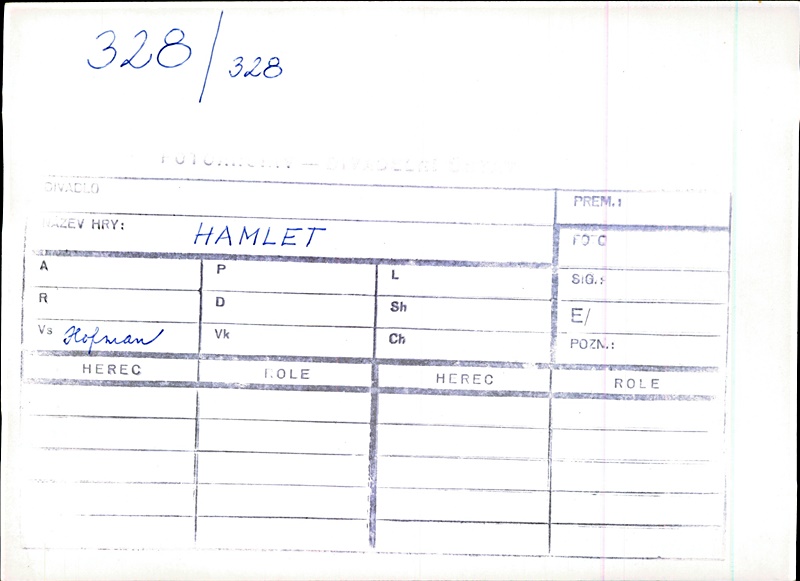 328/328
DIVADLO
PREM.:
NÁZEV HRY: HAMLET
FOTO
A P L
SIG.:
R D Sh
E/
Vs Hofman Vk Ch
POZN.:
HEREC ROLE HEREC ROLE